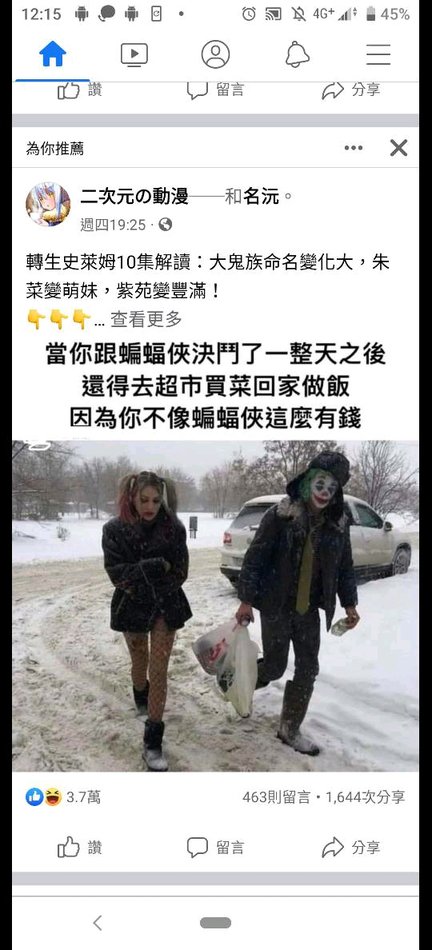 12:15
4G+
45%
讚
留言
分享
為你推薦
二次元の動漫——和名沅。
週四19:25
轉生史萊姆10集解讀：大鬼族命名變化大，朱
菜變萌妹，紫苑變豐滿！
👇👇👇... 查看更多
當你跟蝙蝠俠決鬥了一整天之後
還得去超市買菜回家做飯
因為你不像蝙蝠俠這麼有錢
3.7萬
463則留言・1,644次分享
讚
留言
分享